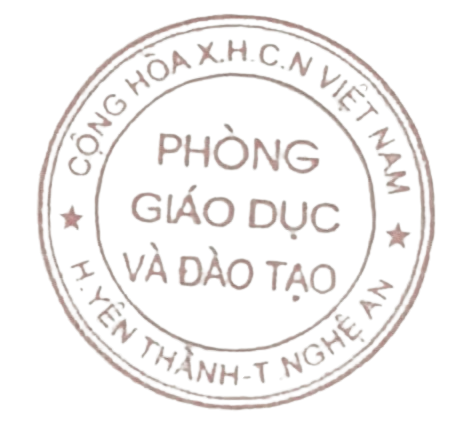 CỘNG HÒA X.H.C.N VIỆT NAM
PHÒNG
GIÁO DỤC
VÀ ĐÀO TẠO
H.YÊN THÀNH-T.NGHỆ AN